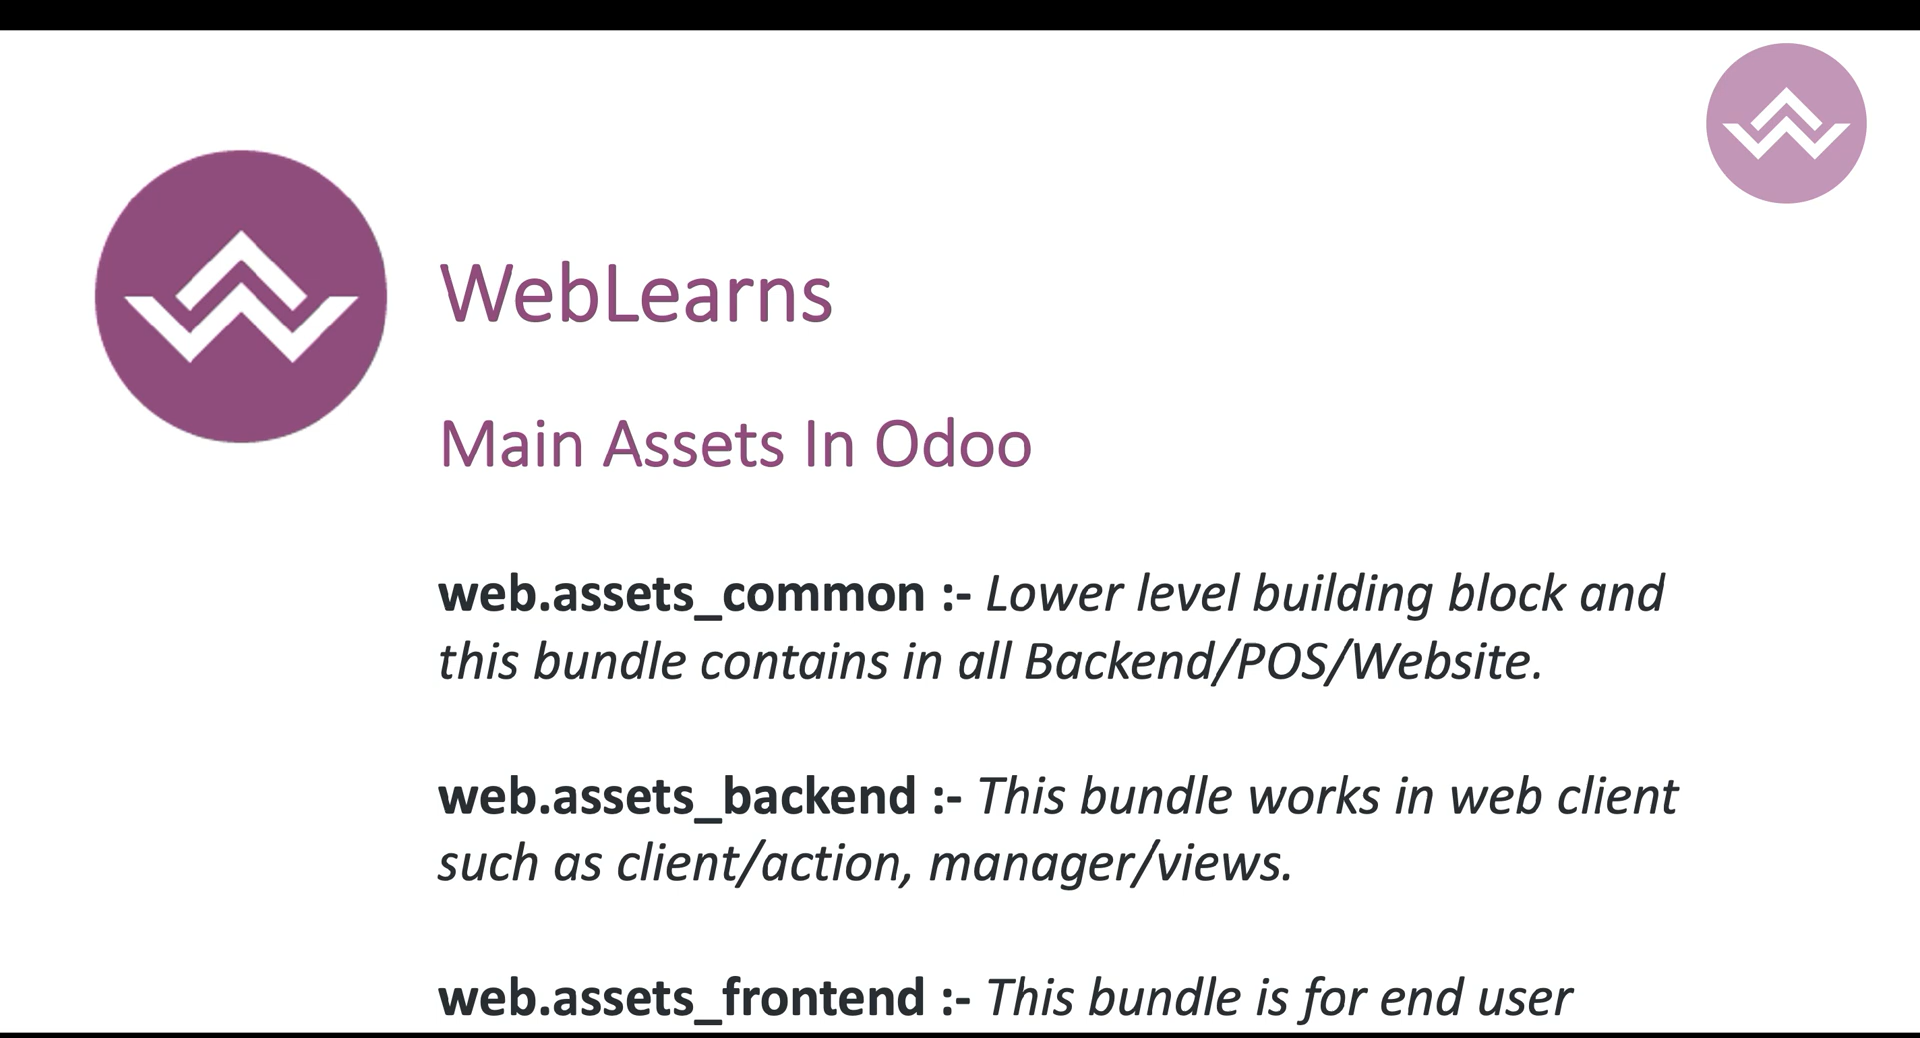 WebLearns
Main Assets In Odoo
web.assets_common :- Lower level building block and
this bundle contains in all Backend/POS/Website.
web.assets_backend :- This bundle works in web client
such as client/action, manager/views.
web.assets_frontend :- This bundle is for end user